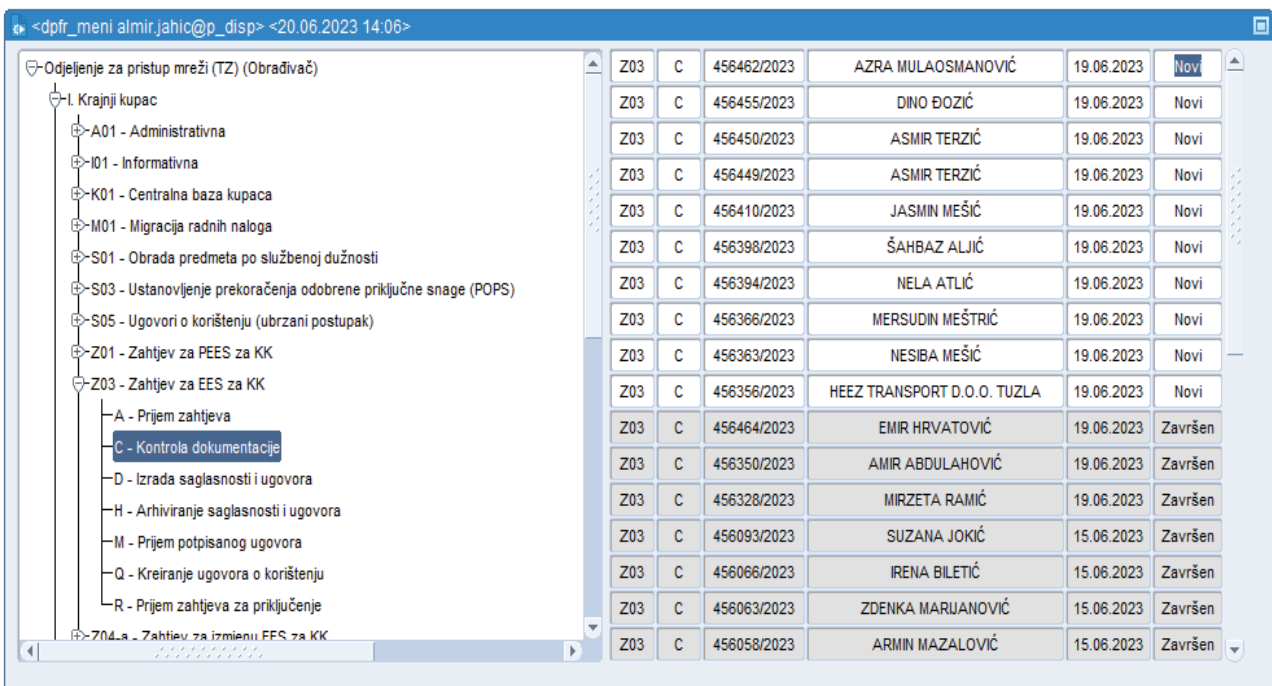 <dpfr_meni almir.jahic@p_disp> <20.06.2023 14:06>
Odjeljenje za pristup mreži (TZ) (Obrađivač)
I. Krajnji kupac
A01 - Administrativna
I01 - Informativna
K01 - Centralna baza kupaca
M01 - Migracija radnih naloga
S01 - Obrada predmeta po službenoj dužnosti
S03 - Ustanovljenje prekoračenja odobrene priključne snage (POPS)
S05 - Ugovori o korištenju (ubrzani postupak)
Z01 - Zahtjev za PEES za KK
Z03 - Zahtjev za EES za KK
A - Prijem zahtjeva
C - Kontrola dokumentacije
D - Izrada saglasnosti i ugovora
H - Arhiviranje saglasnosti i ugovora
M - Prijem potpisanog ugovora
Q - Kreiranje ugovora o korištenju
R - Prijem zahtjeva za priključenje
Z04-a - Zahtjev za izmjenu EES za KK
Z03 C 456462/2023 AZRA MULAOSMANOVIĆ 19.06.2023 Novi
Z03 C 456455/2023 DINO ĐOZIĆ 19.06.2023 Novi
Z03 C 456450/2023 ASMIR TERZIĆ 19.06.2023 Novi
Z03 C 456449/2023 ASMIR TERZIĆ 19.06.2023 Novi
Z03 C 456410/2023 JASMIN MEŠIĆ 19.06.2023 Novi
Z03 C 456398/2023 ŠAHBAZ ALJIĆ 19.06.2023 Novi
Z03 C 456394/2023 NELA ATLIĆ 19.06.2023 Novi
Z03 C 456366/2023 MERSUDIN MEŠTRIĆ 19.06.2023 Novi
Z03 C 456363/2023 NESIBA MEŠIĆ 19.06.2023 Novi
Z03 C 456356/2023 HEEZ TRANSPORT D.O.O. TUZLA 19.06.2023 Novi
Z03 C 456464/2023 EMIR HRVATOVIĆ 19.06.2023 Završen
Z03 C 456350/2023 AMIR ABDULAHOVIĆ 19.06.2023 Završen
Z03 C 456328/2023 MIRZETA RAMIĆ 19.06.2023 Završen
Z03 C 456093/2023 SUZANA JOKIĆ 15.06.2023 Završen
Z03 C 456066/2023 IRENA BILETIĆ 15.06.2023 Završen
Z03 C 456063/2023 ZDENKA MARIJANOVIĆ 15.06.2023 Završen
Z03 C 456058/2023 ARMIN MAZALOVIĆ 15.06.2023 Završen